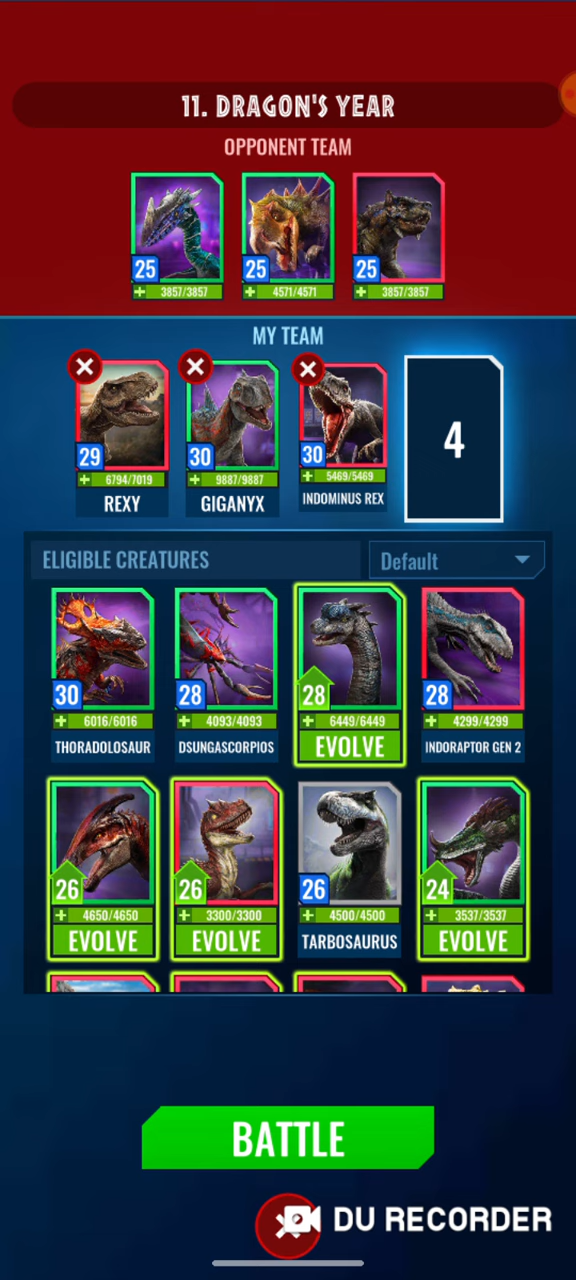 11. DRAGON'S YEAR
OPPONENT TEAM
25 25 25
3857/3857 4571/4571 3857/3857
MY TEAM
4
29 30 30
6794/7019 9887/9887 5469/5469
REXY GIGANYX INDOMINUS REX
ELIGIBLE CREATURES Default
30 28 28 28
6016/6016 4093/4093 6449/6449 4299/4299
THORADOLOSAUR DSUNGASCORPIOS EVOLVE INDORAPTOR GEN 2
26 26 26 24
4650/4650 3300/3300 4500/4500 3537/3537
EVOLVE EVOLVE TARBOSAURUS EVOLVE
BATTLE
DU RECORDER